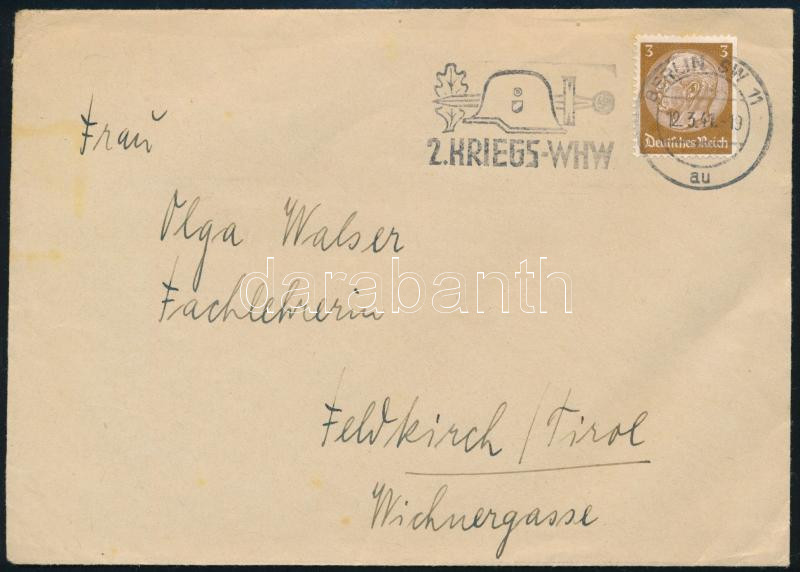 3 3
BERLIN SW 11
12.3.41.-19
Deutsches Reich
au
2.KRIEGS-WHW
Frau
Olga Walser
Fachlehrerin
darabanth
Feldkirch / Tirol
Wichnergasse